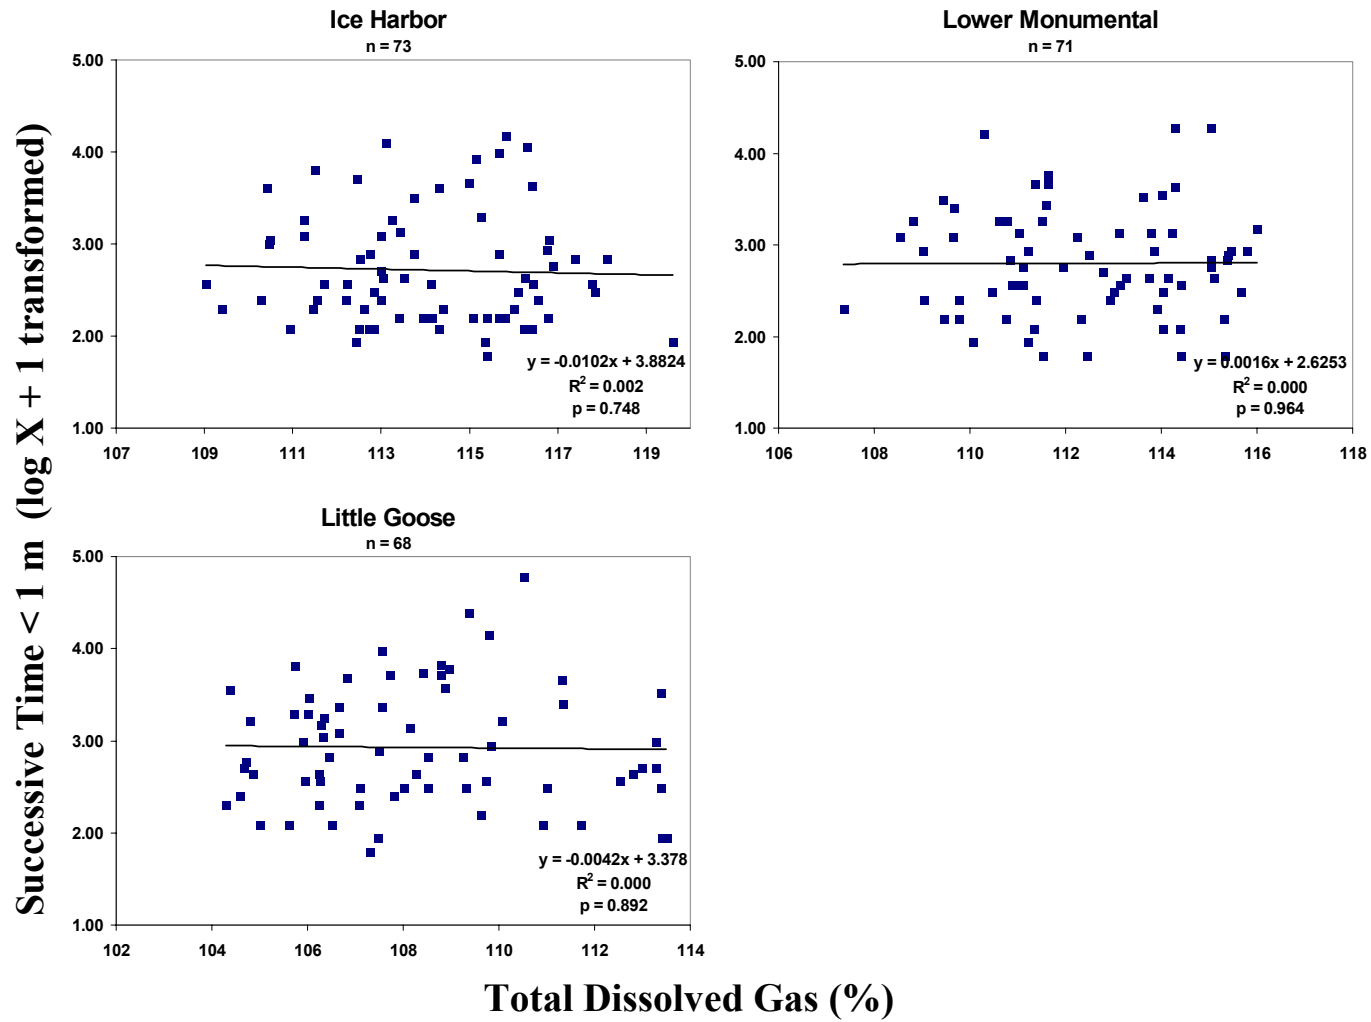 Ice Harbor
n = 73
5.00
4.00
3.00
2.00
1.00
107 109 111 113 115 117 119
y = -0.0102x + 3.8824
R² = 0.002
p = 0.748
Lower Monumental
n = 71
5.00
4.00
3.00
2.00
1.00
106 108 110 112 114 116 118
y = 0.0016x + 2.6253
R² = 0.000
p = 0.964
Little Goose
n = 68
5.00
4.00
3.00
2.00
1.00
102 104 106 108 110 112 114
y = -0.0042x + 3.378
R² = 0.000
p = 0.892
Successive Time < 1 m (log X + 1 transformed)
Total Dissolved Gas (%)